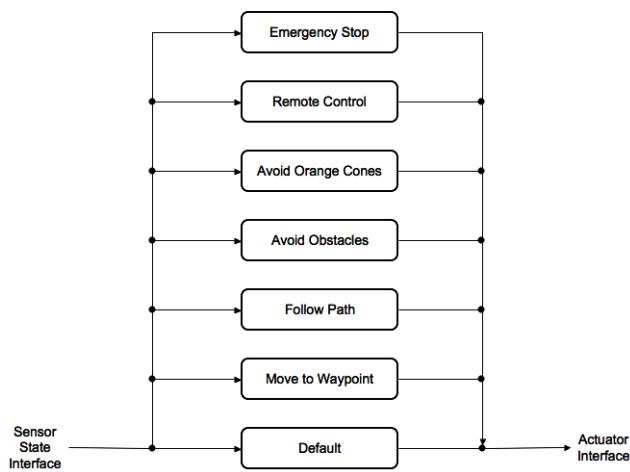 Emergency Stop
Remote Control
Avoid Orange Cones
Avoid Obstacles
Follow Path
Move to Waypoint
Sensor
State
Interface
Default
Actuator
Interface